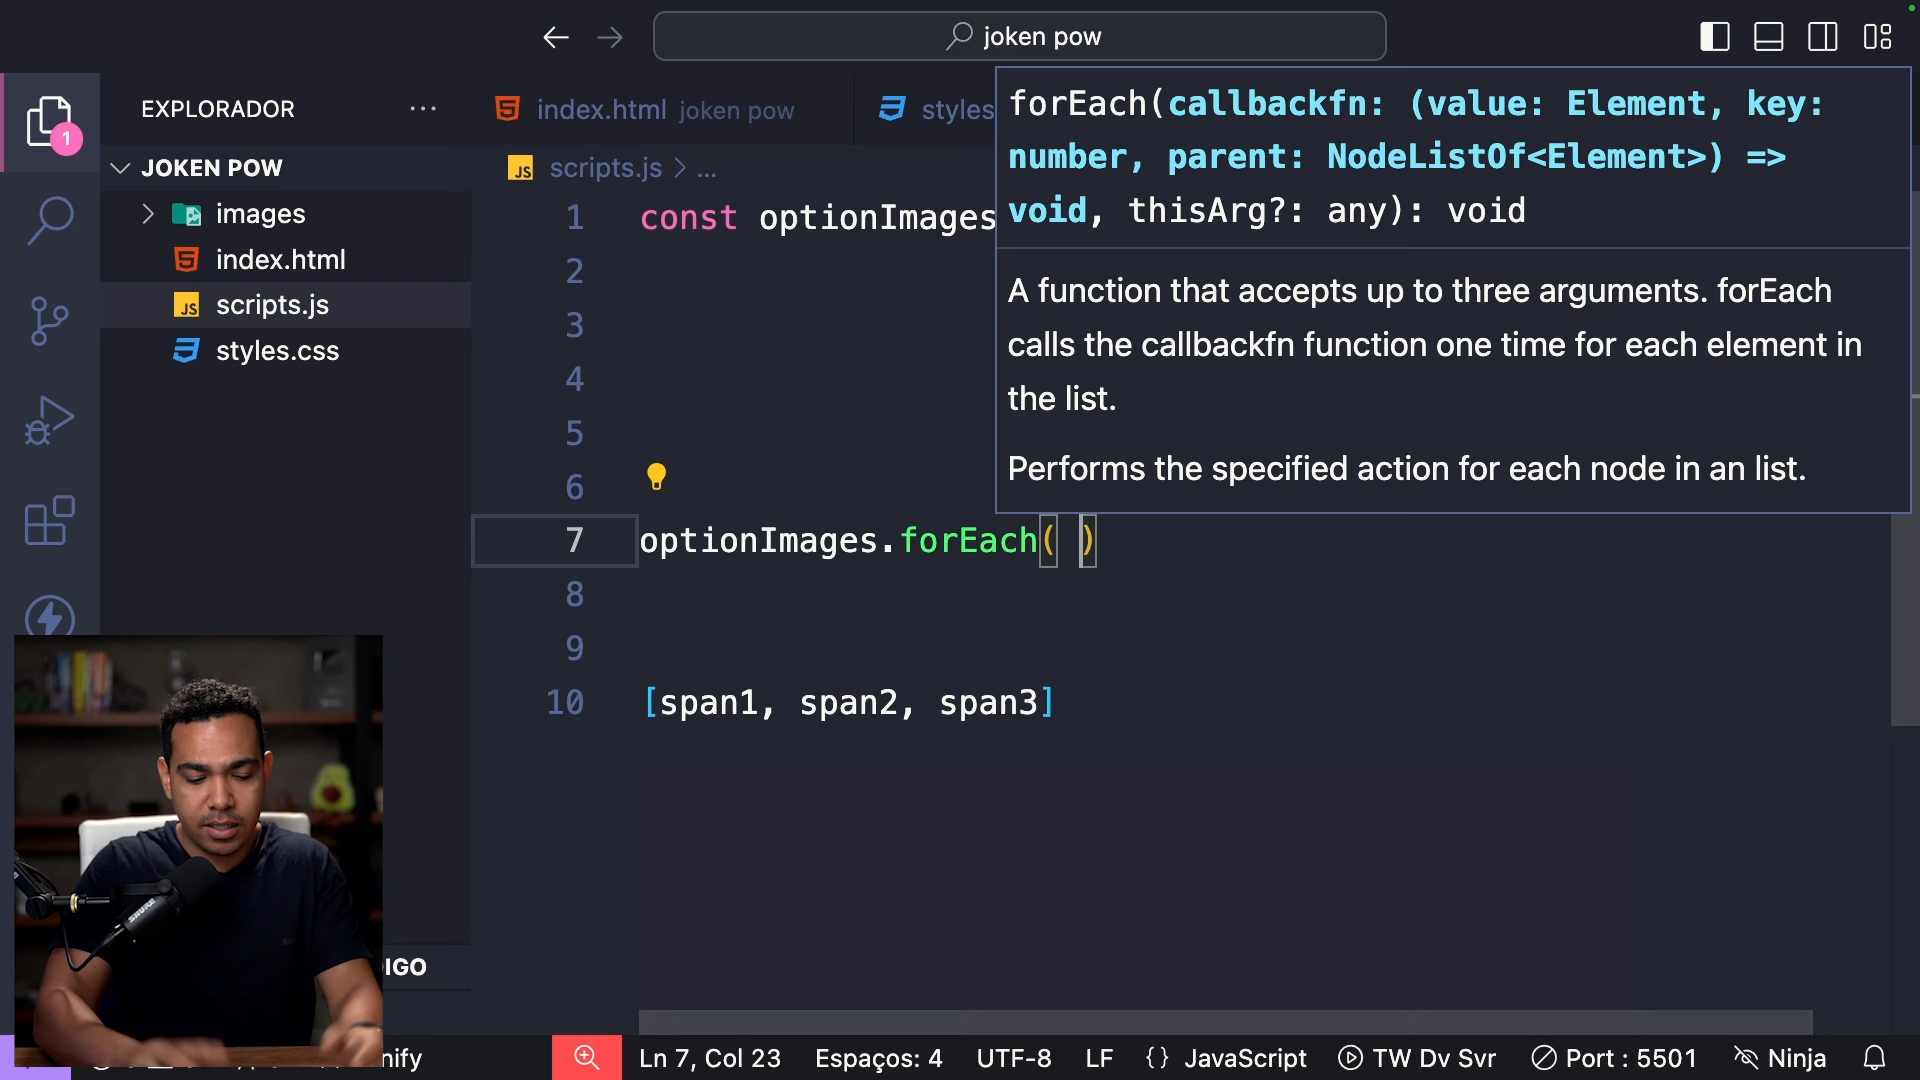 joken pow
EXPLORADOR
1
JOKEN POW
images
index.html
scripts.js
styles.css
index.html joken pow
styles
scripts.js > ...
1 const optionImages
2
3
4
5
6
7 optionImages.forEach( )
8
9
10 [span1, span2, span3]
forEach(callbackfn: (value: Element, key:
number, parent: NodeListOf<Element>) =>
void, thisArg?: any): void
A function that accepts up to three arguments. forEach
calls the callbackfn function one time for each element in
the list.
Performs the specified action for each node in an list.
SHURE
IGO
nify
Ln 7, Col 23
Espaços: 4
UTF-8
LF
{} JavaScript
TW Dv Svr
Port : 5501
Ninja